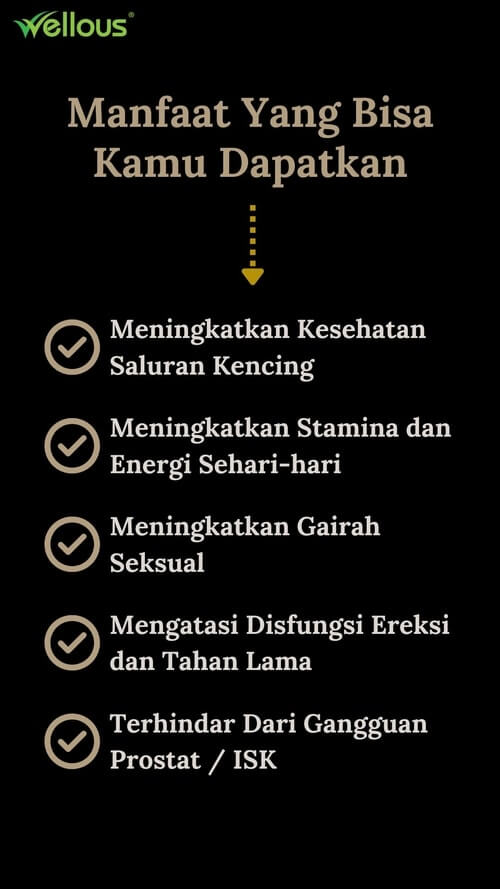 Wellous®
Manfaat Yang Bisa
Kamu Dapatkan
Meningkatkan Kesehatan
Saluran Kencing
Meningkatkan Stamina dan
Energi Sehari-hari
Meningkatkan Gairah
Seksual
Mengatasi Disfungsi Ereksi
dan Tahan Lama
Terhindar Dari Gangguan
Prostat / ISK